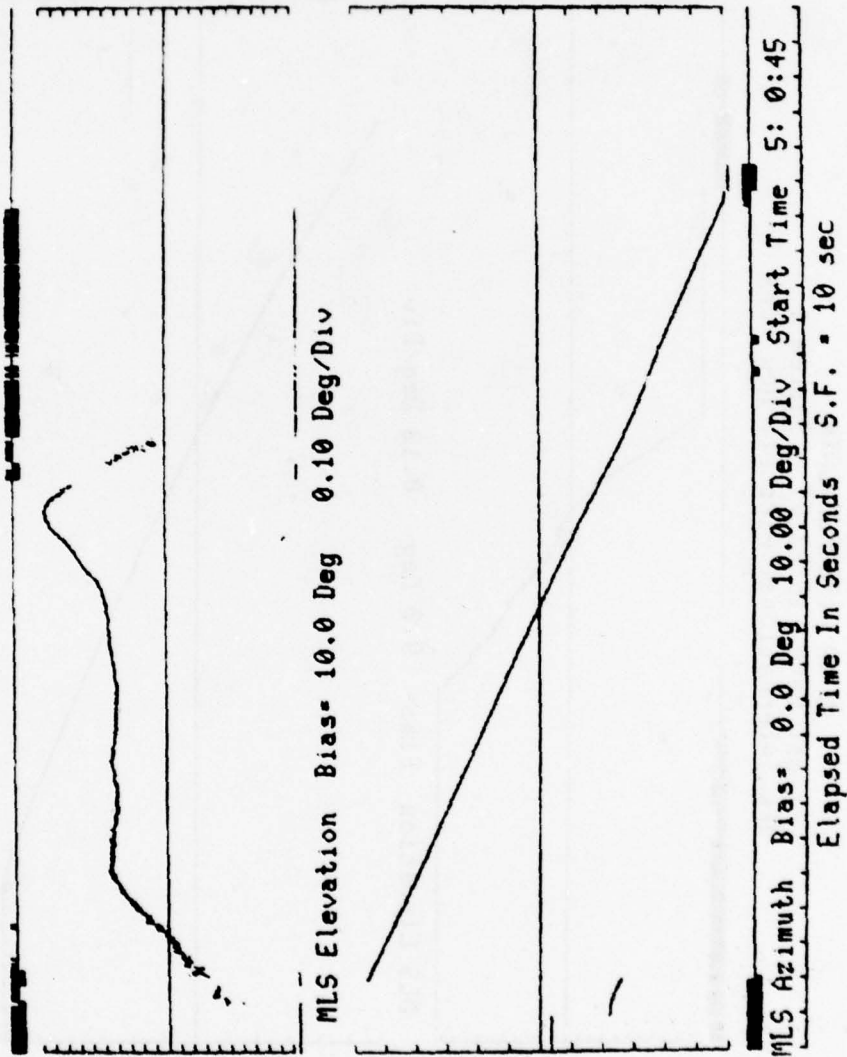 MLS Elevation Bias= 10.0 Deg 0.10 Deg/Div
MLS Azimuth Bias= 0.0 Deg 10.00 Deg/Div Start Time 5: 0:45
Elapsed Time In Seconds S.F. = 10 sec